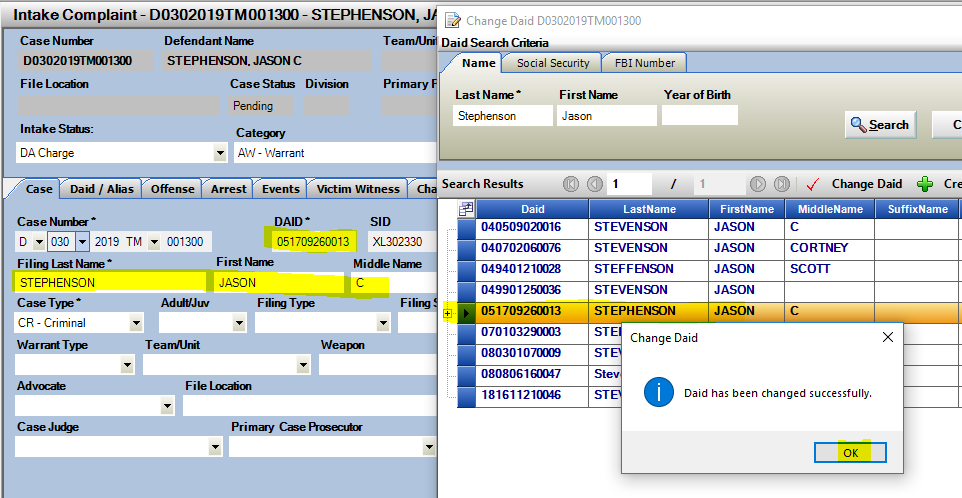 Intake Complaint - D0302019TM001300 - STEPHENSON, JA
Case Number Defendant Name Team/Unit
D0302019TM001300 STEPHENSON, JASON C
File Location Case Status Division Primary P
Pending
Intake Status: Category
DA Charge AW - Warrant
Case Daid / Alias Offense Arrest Events Victim Witness Cha
Case Number * DAID * SID
D 030 2019 TM 001300 051709260013 XL302330
Filing Last Name * First Name Middle Name
STEPHENSON JASON C
Case Type * Adult/Juv Filing Type Filing S
CR - Criminal
Warrant Type Team/Unit Weapon
Advocate File Location
Case Judge Primary Case Prosecutor
Change Daid D0302019TM001300
Daid Search Criteria
Name Social Security FBI Number
Last Name * First Name Year of Birth
Stephenson Jason
Search C
Search Results 1 / 1 Change Daid Cre
Daid LastName FirstName MiddleName SuffixName
040509020016 STEVENSON JASON C
040702060076 STEVENSON JASON CORTNEY
049401210028 STEFFENSON JASON SCOTT
049901250036 STEVENSON JASON
051709260013 STEPHENSON JASON C
070103290003 STE
080301070009 STEV
080806160047 Steve
181611210046 STEV
Change Daid
Daid has been changed successfully.
OK